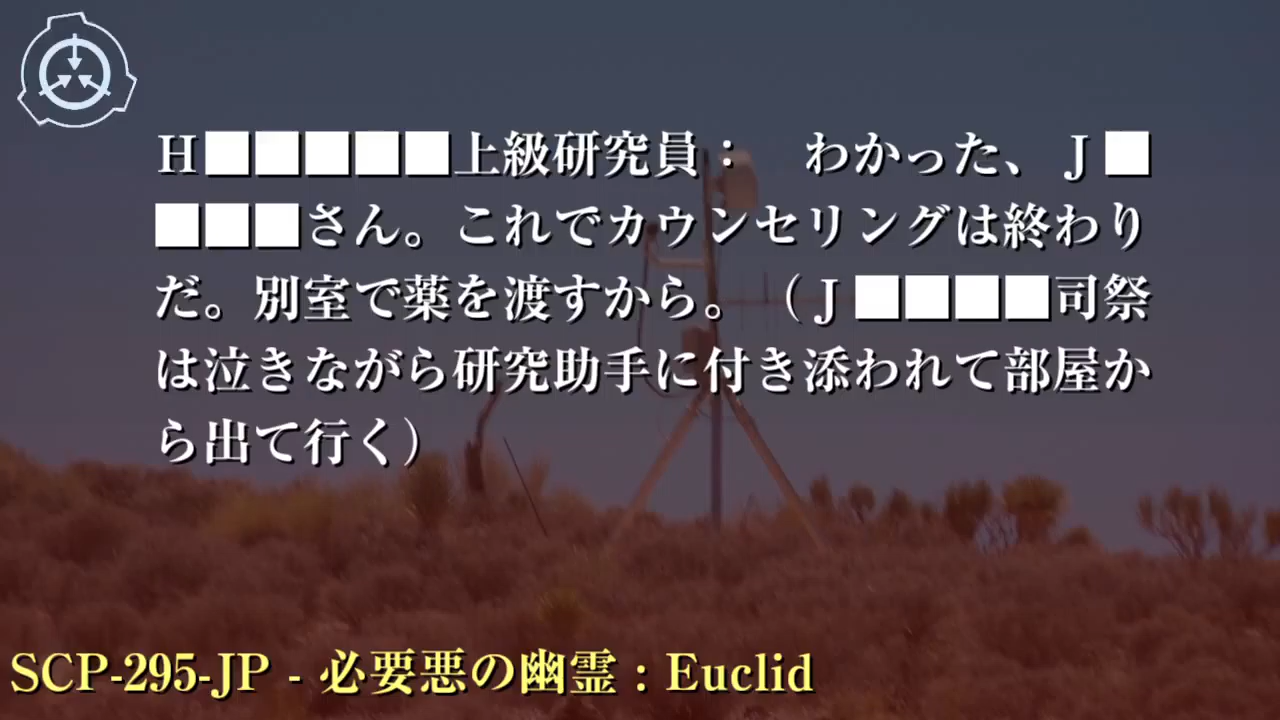 H■■■■■上級研究員：　わかった、J■
■■■さん。これでカウンセリングは終わり
だ。別室で薬を渡すから。（J■■■■司祭
は泣きながら研究助手に付き添われて部屋か
ら出て行く）
SCP-295-JP - 必要悪の幽霊：Euclid